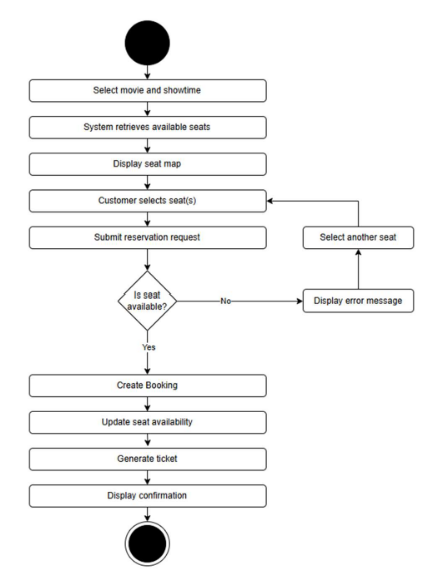 Select movie and showtime
System retrieves available seats
Display seat map
Customer selects seat(s)
Submit reservation request
Select another seat
Is seat
available?
No
Display error message
Yes
Create Booking
Update seat availability
Generate ticket
Display confirmation